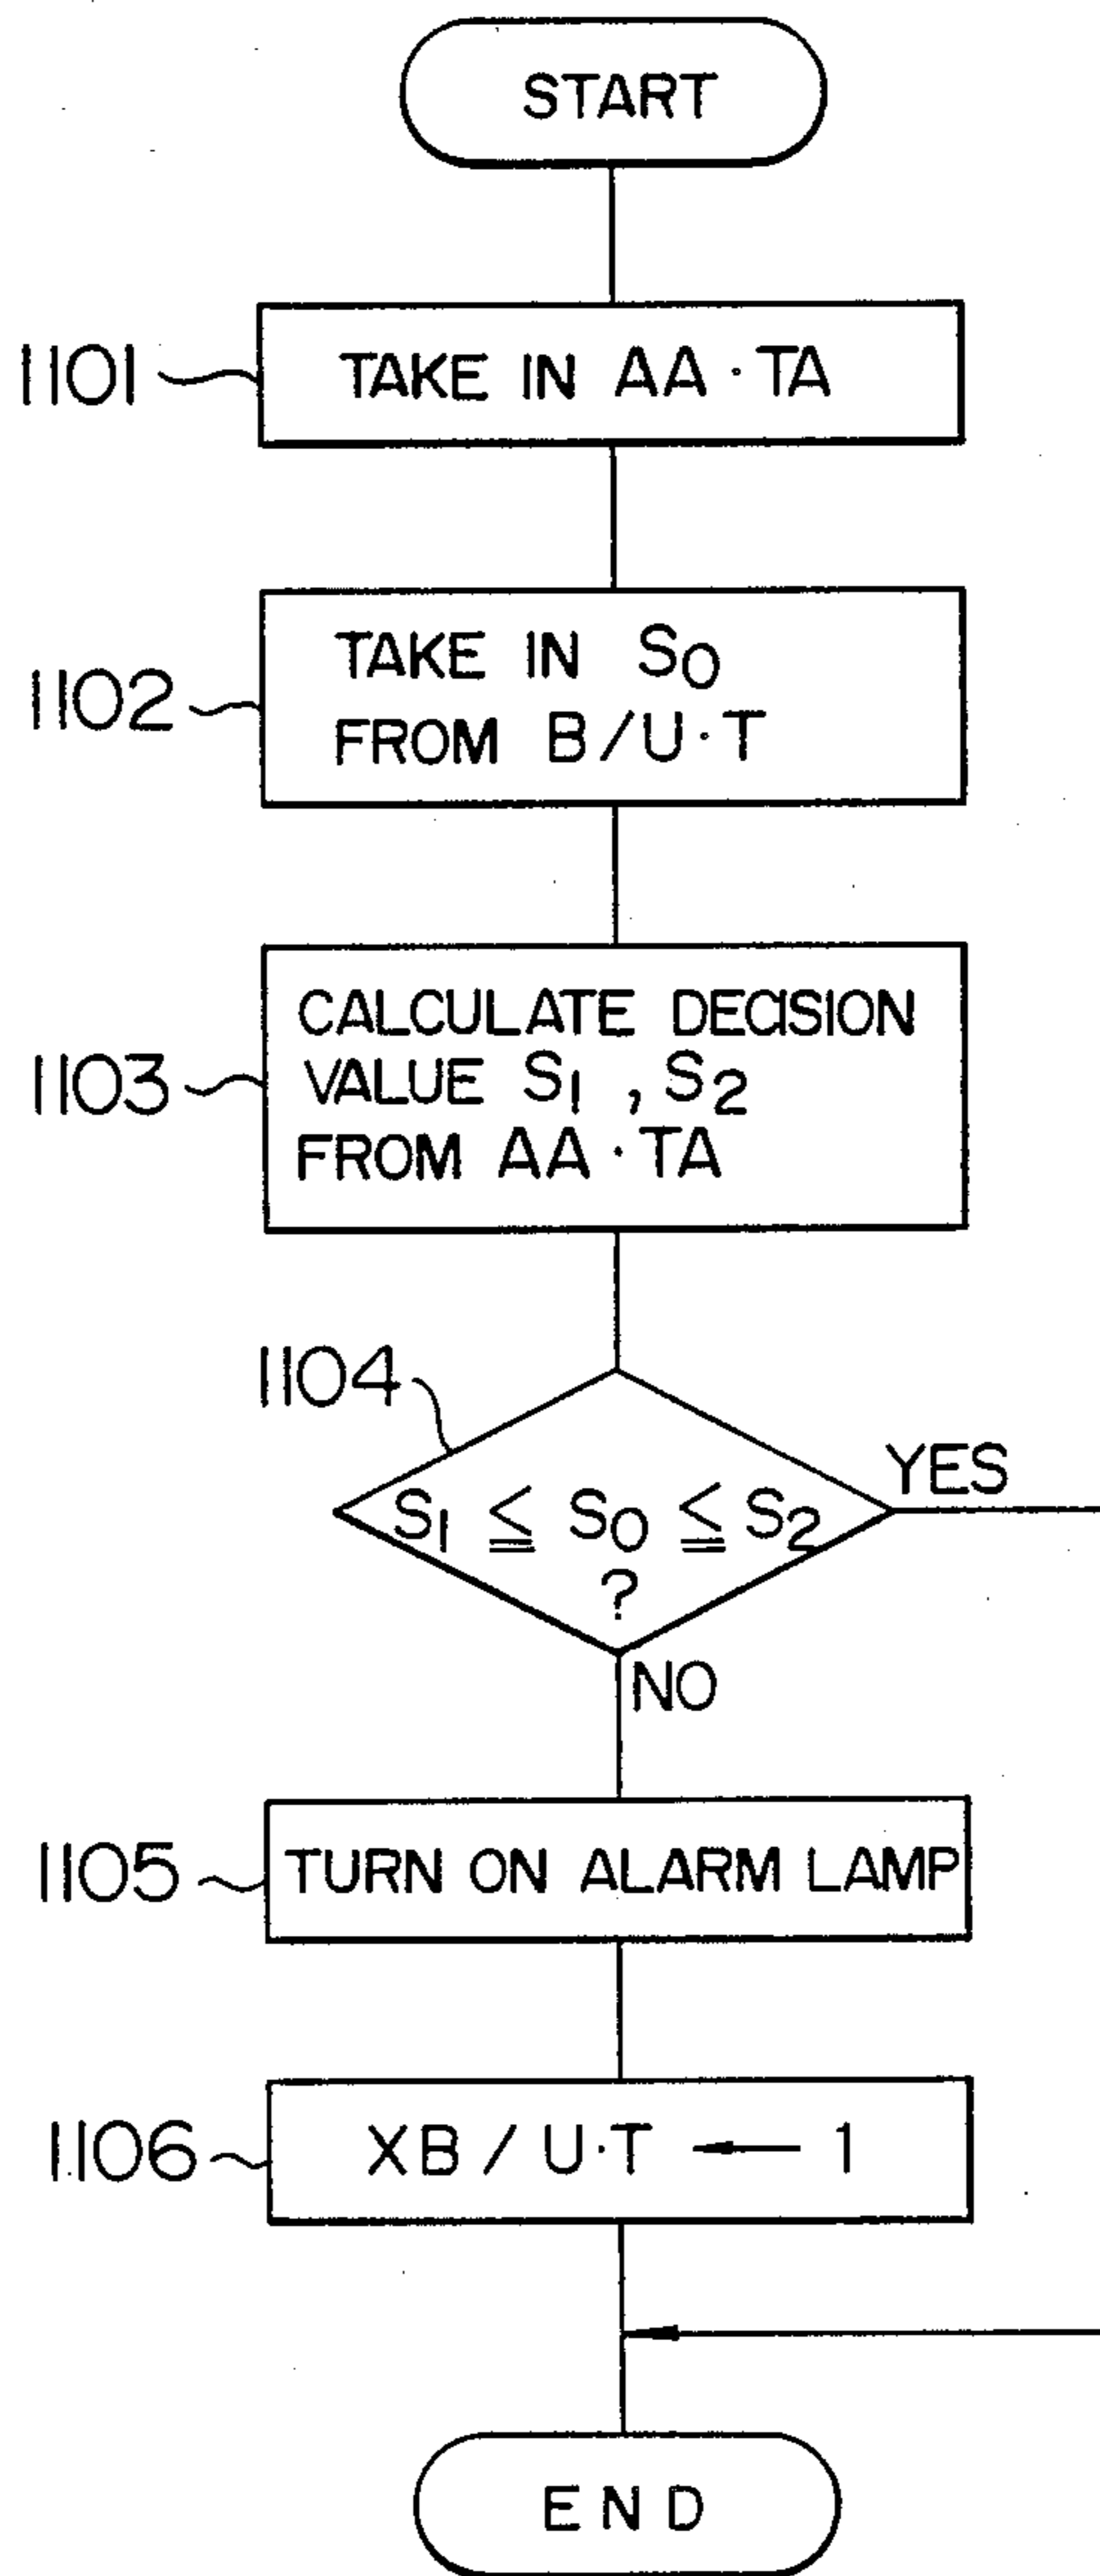 START
1101
TAKE IN AA·TA
1102
TAKE IN S0
FROM B/U·T
1103
CALCULATE DECISION
VALUE S1, S2
FROM AA·TA
1104
YES
S1 ≦ S0 ≦ S2
?
NO
1105
TURN ON ALARM LAMP
1106
XB/U·T ← 1
END